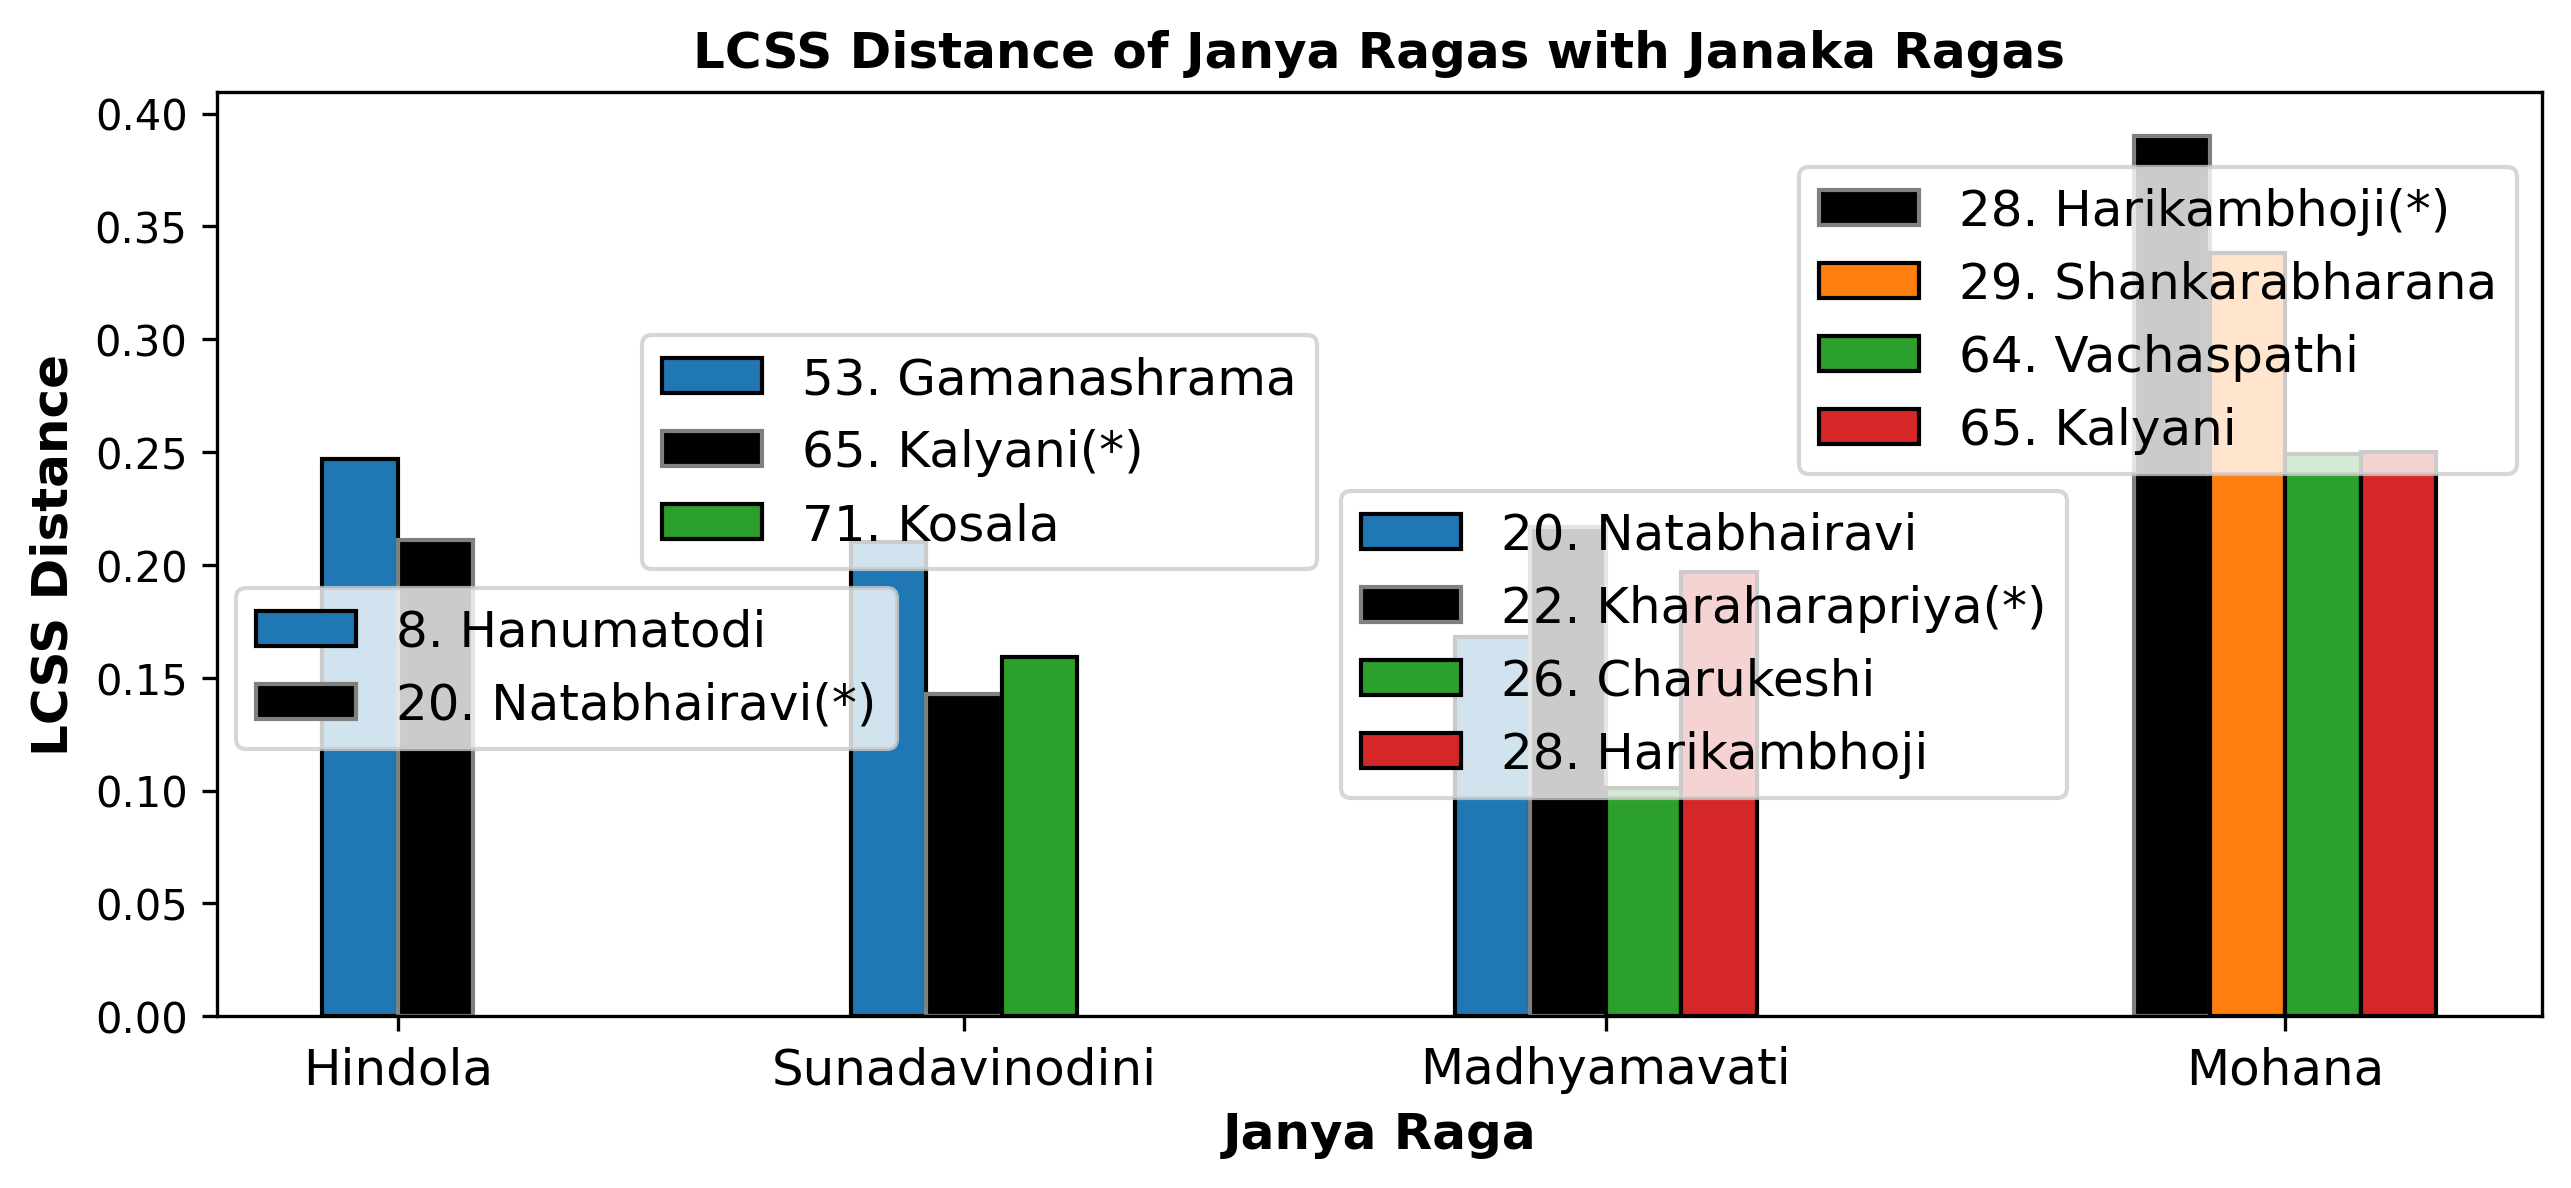 LCSS Distance of Janya Ragas with Janaka Ragas
LCSS Distance
0.40
0.35
0.30
0.25
0.20
0.15
0.10
0.05
0.00
8. Hanumatodi
20. Natabhairavi(*)
53. Gamanashrama
65. Kalyani(*)
71. Kosala
20. Natabhairavi
22. Kharaharapriya(*)
26. Charukeshi
28. Harikambhoji
28. Harikambhoji(*)
29. Shankarabharana
64. Vachaspathi
65. Kalyani
Hindola
Sunadavinodini
Madhyamavati
Mohana
Janya Raga